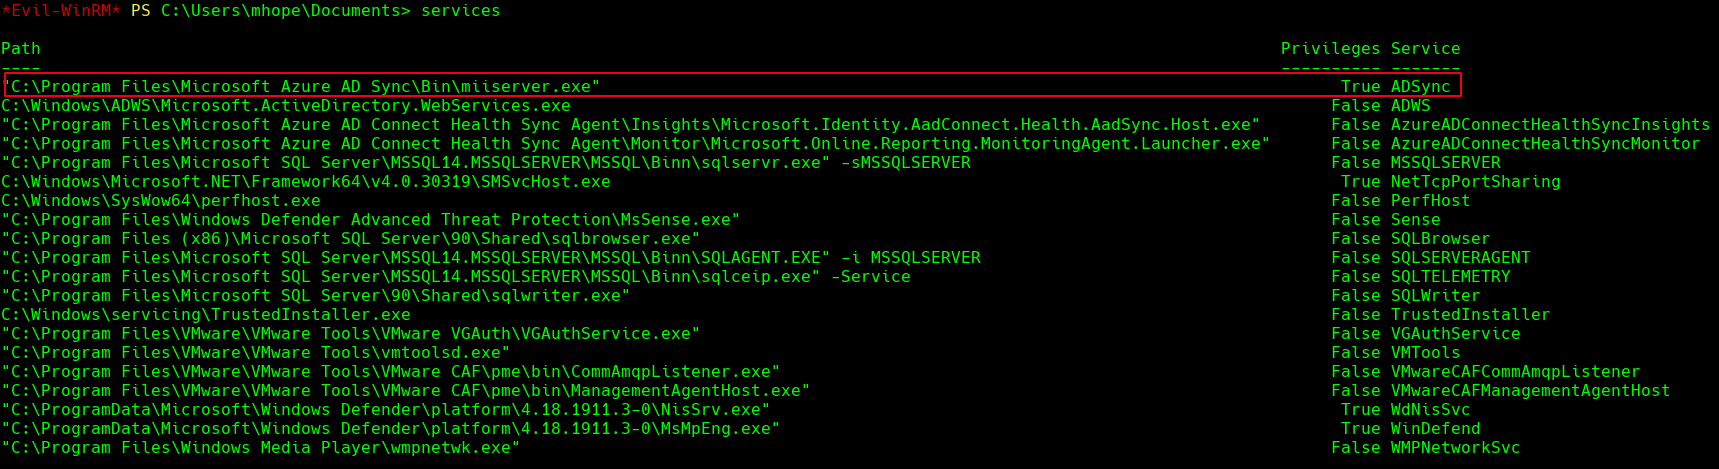 *Evil-WinRM* PS C:\Users\mhope\Documents> services
Path Privileges Service
---- ---------- -------
"C:\Program Files\Microsoft Azure AD Sync\Bin\miiserver.exe" True ADSync
C:\Windows\ADWS\Microsoft.ActiveDirectory.WebServices.exe False ADWS
"C:\Program Files\Microsoft Azure AD Connect Health Sync Agent\Insights\Microsoft.Identity.AadConnect.Health.AadSync.Host.exe" False AzureADConnectHealthSyncInsights
"C:\Program Files\Microsoft Azure AD Connect Health Sync Agent\Monitor\Microsoft.Online.Reporting.MonitoringAgent.Launcher.exe" False AzureADConnectHealthSyncMonitor
"C:\Program Files\Microsoft SQL Server\MSSQL14.MSSQLSERVER\MSSQL\Binn\sqlservr.exe" -sMSSQLSERVER False MSSQLSERVER
C:\Windows\Microsoft.NET\Framework64\v4.0.30319\SMSvcHost.exe True NetTcpPortSharing
C:\Windows\SysWow64\perfhost.exe False PerfHost
"C:\Program Files\Windows Defender Advanced Threat Protection\MsSense.exe" False Sense
"C:\Program Files (x86)\Microsoft SQL Server\90\Shared\sqlbrowser.exe" False SQLBrowser
"C:\Program Files\Microsoft SQL Server\MSSQL14.MSSQLSERVER\MSSQL\Binn\SQLAGENT.EXE" -i MSSQLSERVER False SQLSERVERAGENT
"C:\Program Files\Microsoft SQL Server\MSSQL14.MSSQLSERVER\MSSQL\Binn\sqlceip.exe" -Service False SQLTELEMETRY
"C:\Program Files\Microsoft SQL Server\90\Shared\sqlwriter.exe" False SQLWriter
C:\Windows\servicing\TrustedInstaller.exe False TrustedInstaller
"C:\Program Files\VMware\VMware Tools\VMware VGAuth\VGAuthService.exe" False VGAuthService
"C:\Program Files\VMware\VMware Tools\vmtoolsd.exe" False VMTools
"C:\Program Files\VMware\VMware Tools\VMware CAF\pme\bin\CommAmqpListener.exe" False VMwareCAFCommAmqpListener
"C:\Program Files\VMware\VMware Tools\VMware CAF\pme\bin\ManagementAgentHost.exe" False VMwareCAFManagementAgentHost
"C:\ProgramData\Microsoft\Windows Defender\platform\4.18.1911.3-0\NisSrv.exe" True WdNisSvc
"C:\ProgramData\Microsoft\Windows Defender\platform\4.18.1911.3-0\MsMpEng.exe" True WinDefend
"C:\Program Files\Windows Media Player\wmpnetwk.exe" False WMPNetworkSvc